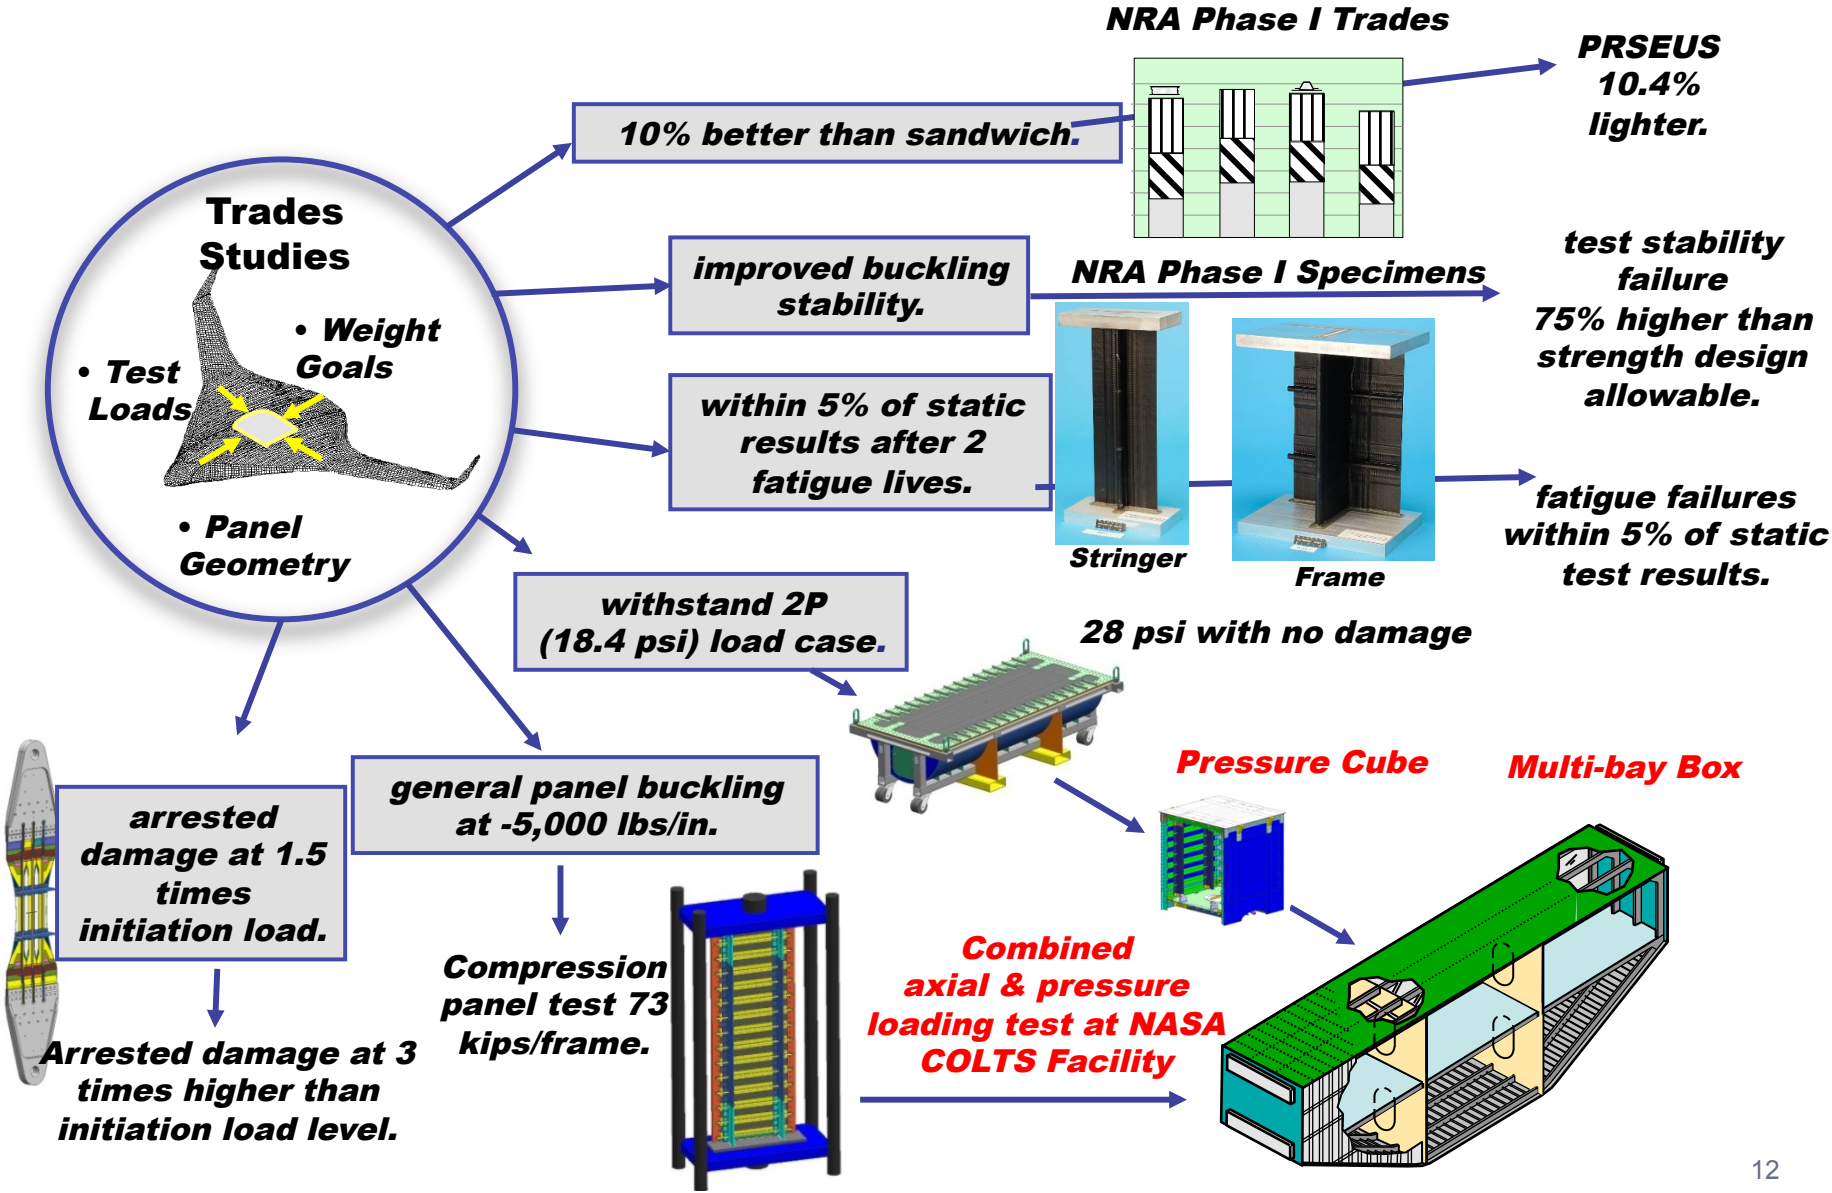 NRA Phase I Trades
PRSEUS
10.4%
lighter.
10% better than sandwich.
Trades
Studies
• Weight
Goals
• Test
Loads
• Panel
Geometry
improved buckling
stability.
NRA Phase I Specimens
test stability
failure
75% higher than
strength design
allowable.
within 5% of static
results after 2
fatigue lives.
Stringer
Frame
fatigue failures
within 5% of static
test results.
withstand 2P
(18.4 psi) load case.
28 psi with no damage
Pressure Cube
Multi-bay Box
general panel buckling
at -5,000 lbs/in.
arrested
damage at 1.5
times
initiation load.
Compression
panel test 73
kips/frame.
Combined
axial & pressure
loading test at NASA
COLTS Facility
Arrested damage at 3
times higher than
initiation load level.
12